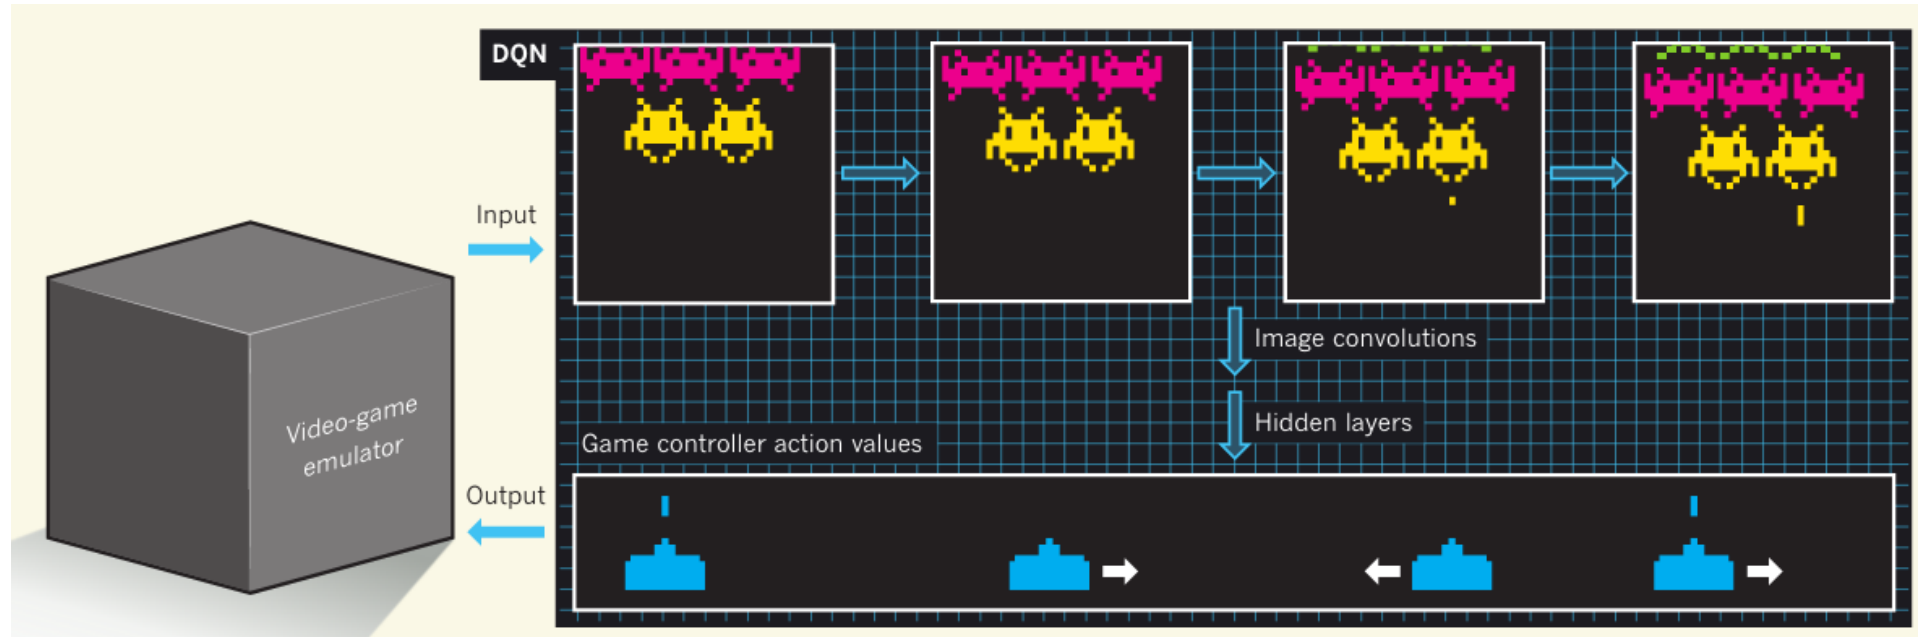 DQN
Input
Image convolutions
Hidden layers
Game controller action values
Video-game
emulator
Output